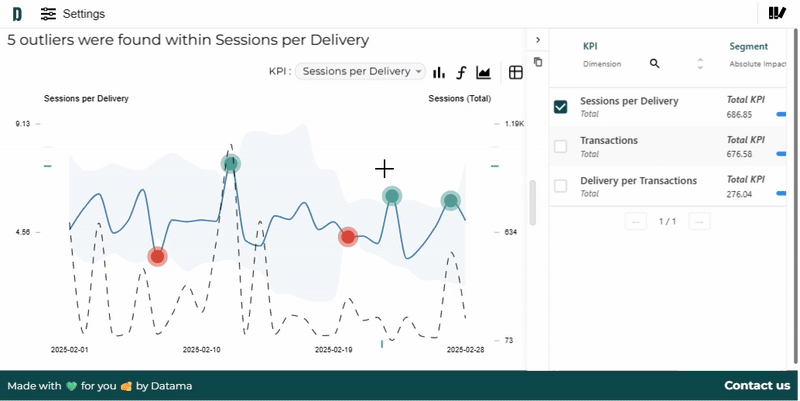 Settings
5 outliers were found within Sessions per Delivery
KPI : Sessions per Delivery
Sessions per Delivery
Sessions (Total)
9.13
1.19K
4.56
634
73
2025-02-01
2025-02-10
2025-02-19
2025-02-28
KPI
Segment
Dimension
Absolute Impact
Sessions per Delivery
Total
Total KPI
686.85
Transactions
Total
Total KPI
676.58
Delivery per Transactions
Total
Total KPI
276.04
1 / 1
Made with 💚 for you 🥠 by Datama
Contact us